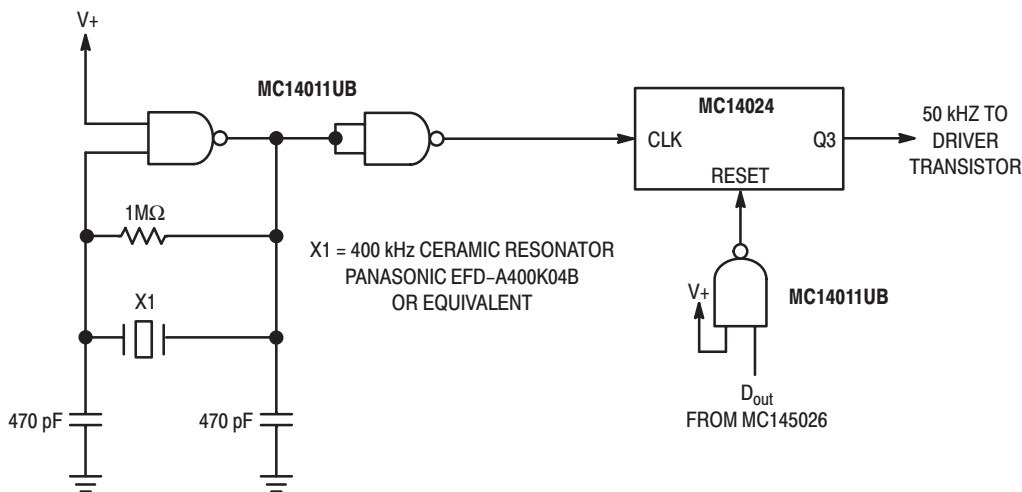 V+
MC14011UB
MC14024
CLK
Q3
RESET
50 kHZ TO
DRIVER
TRANSISTOR
1MΩ
X1 = 400 kHz CERAMIC RESONATOR
PANASONIC EFD–A400K04B
OR EQUIVALENT
X1
V+
MC14011UB
470 pF
470 pF
Dout
FROM MC145026